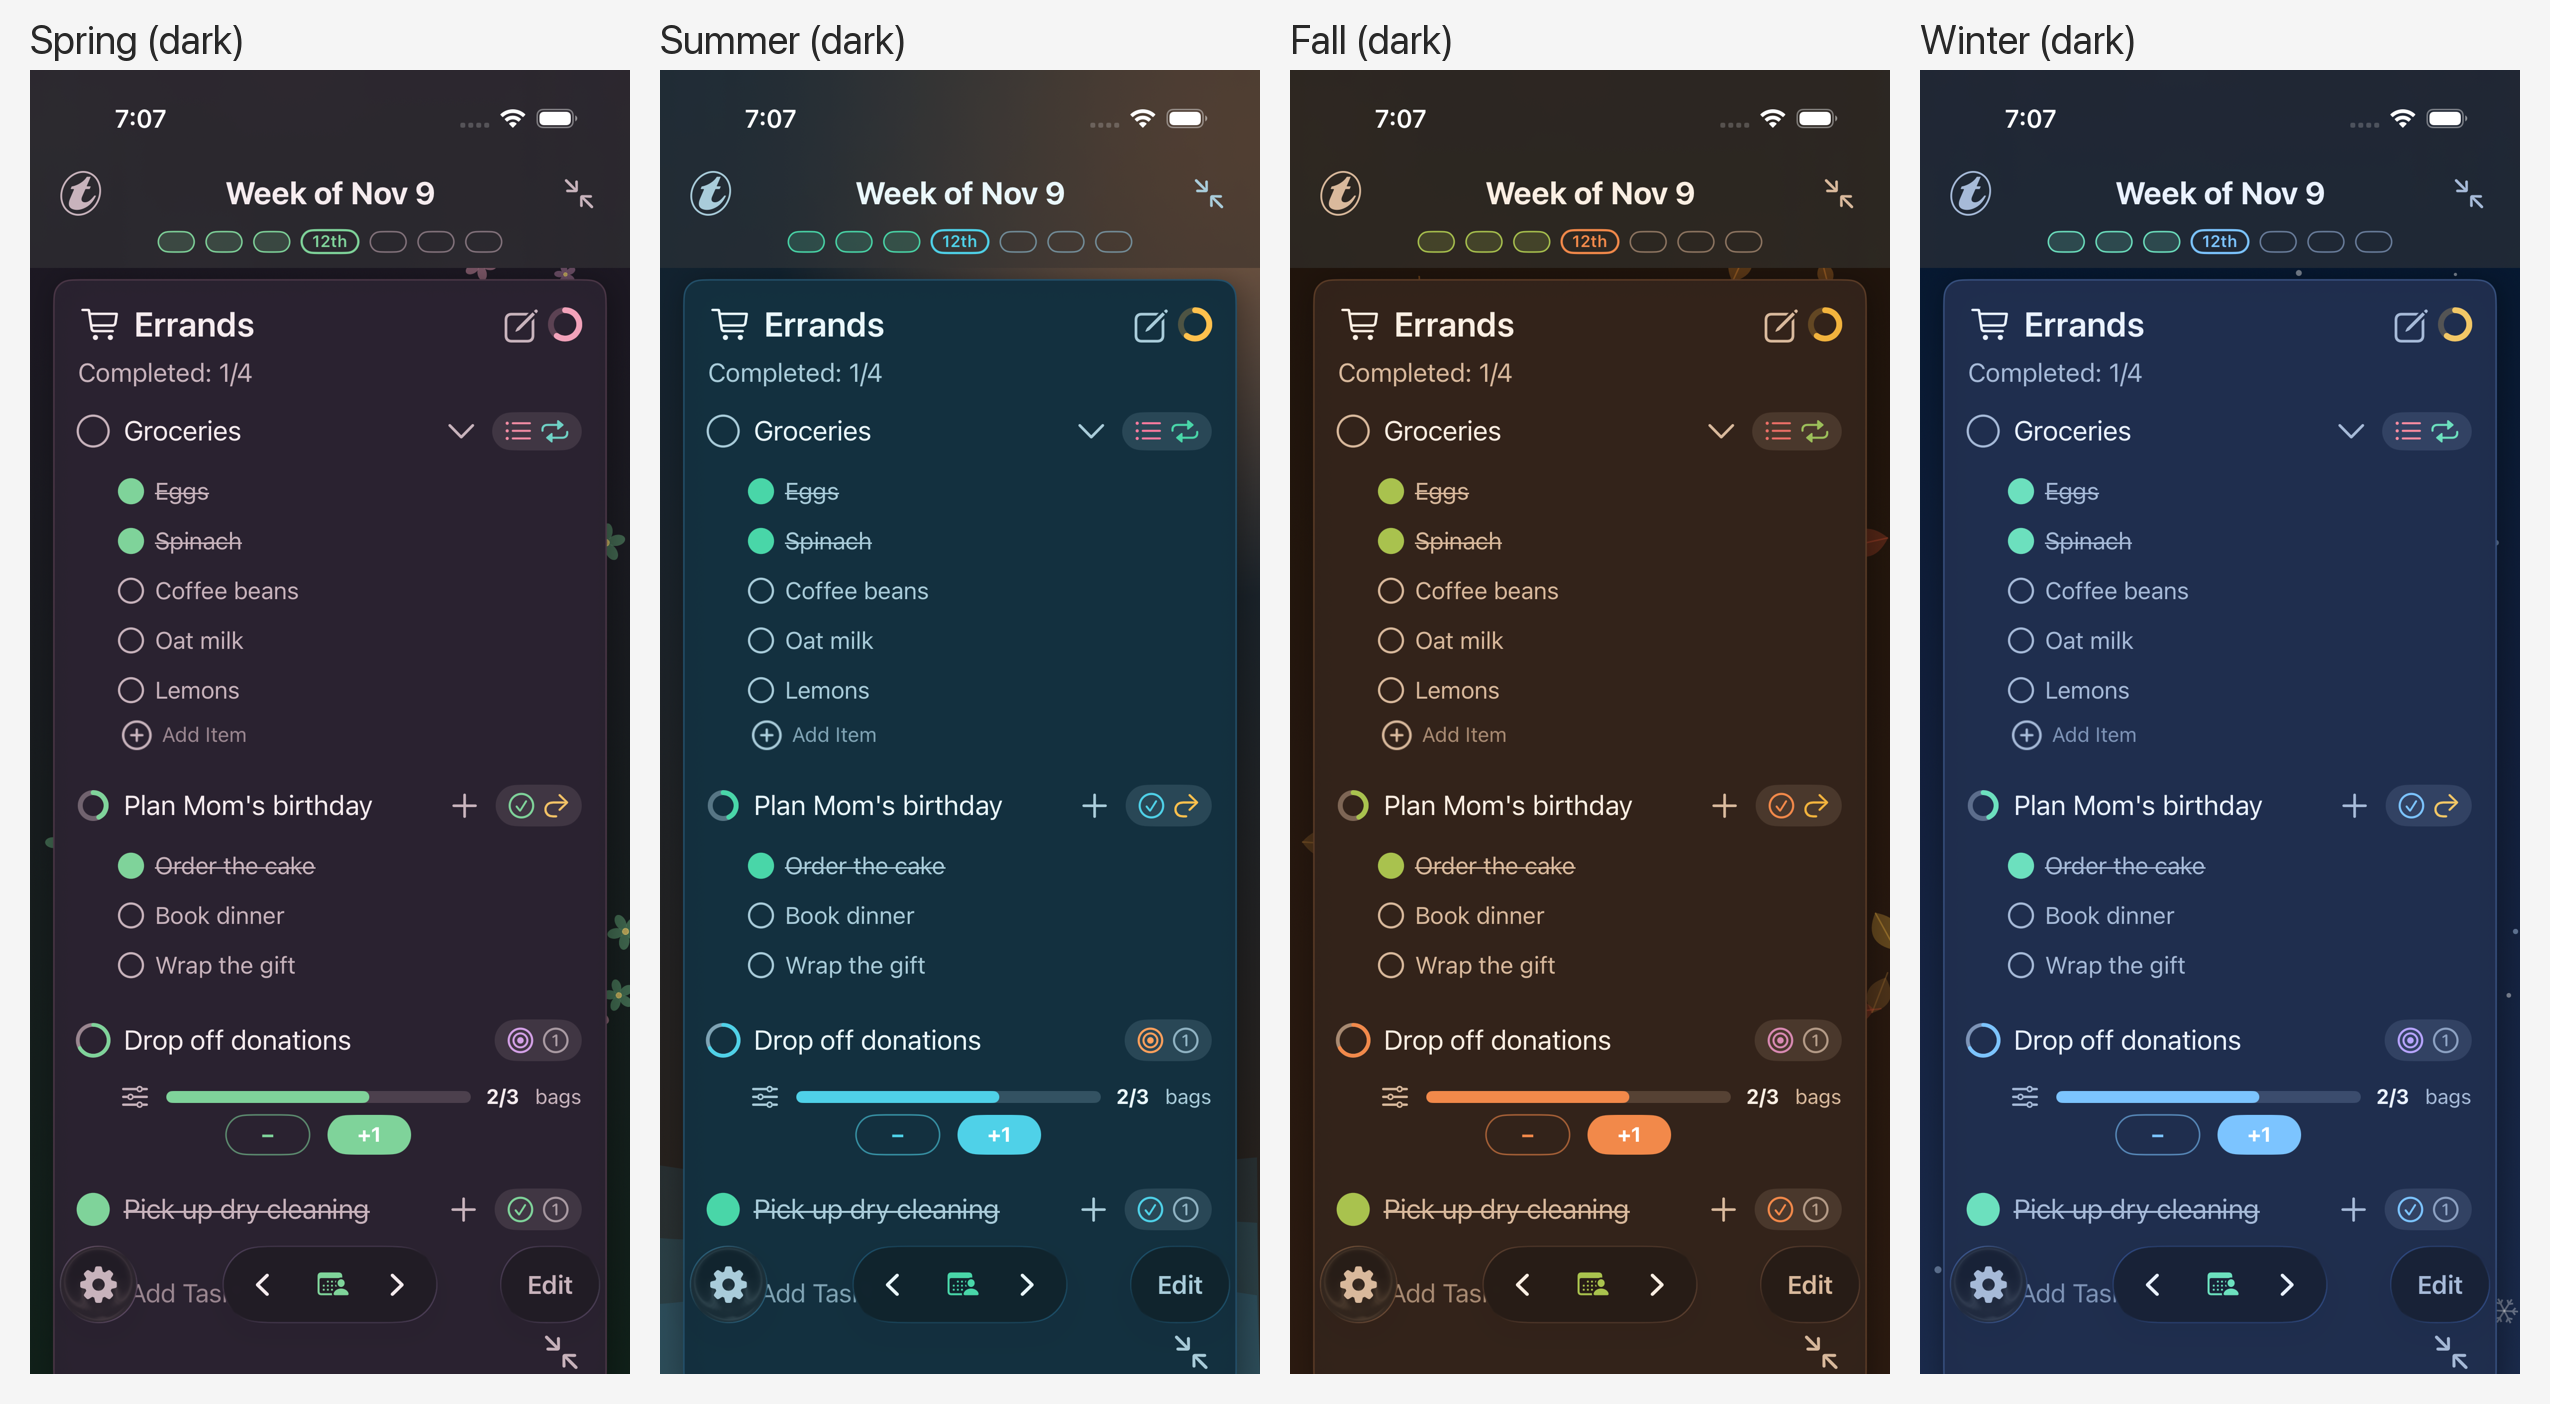 Spring (dark)
7:07
t
Week of Nov 9
12th
Errands
Completed: 1/4
Groceries
Eggs
Spinach
Coffee beans
Oat milk
Lemons
Add Item
Plan Mom's birthday
Order the cake
Book dinner
Wrap the gift
Drop off donations
1
2/3 bags
- +1
Pick up dry cleaning
1
Add Tas
Edit
Summer (dark)
7:07
t
Week of Nov 9
12th
Errands
Completed: 1/4
Groceries
Eggs
Spinach
Coffee beans
Oat milk
Lemons
Add Item
Plan Mom's birthday
Order the cake
Book dinner
Wrap the gift
Drop off donations
1
2/3 bags
- +1
Pick up dry cleaning
1
Add Tas
Edit
Fall (dark)
7:07
t
Week of Nov 9
12th
Errands
Completed: 1/4
Groceries
Eggs
Spinach
Coffee beans
Oat milk
Lemons
Add Item
Plan Mom's birthday
Order the cake
Book dinner
Wrap the gift
Drop off donations
1
2/3 bags
- +1
Pick up dry cleaning
1
Add Tas
Edit
Winter (dark)
7:07
t
Week of Nov 9
12th
Errands
Completed: 1/4
Groceries
Eggs
Spinach
Coffee beans
Oat milk
Lemons
Add Item
Plan Mom's birthday
Order the cake
Book dinner
Wrap the gift
Drop off donations
1
2/3 bags
- +1
Pick up dry cleaning
1
Add Tas
Edit